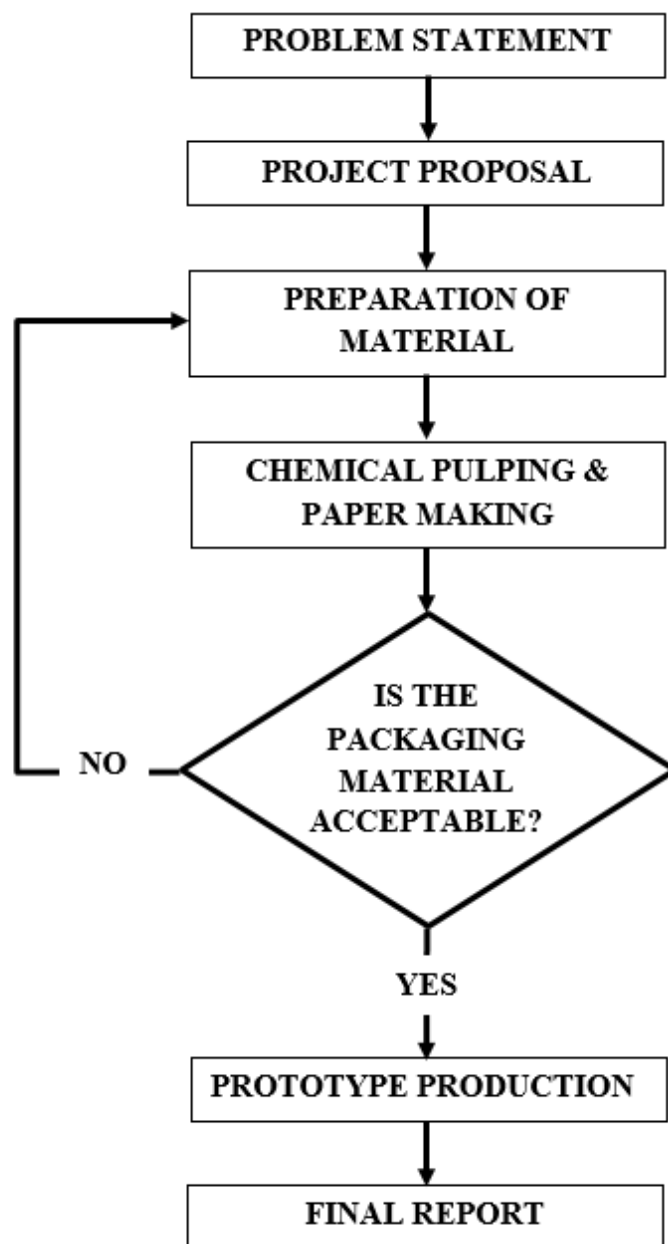 PROBLEM STATEMENT
PROJECT PROPOSAL
PREPARATION OF
MATERIAL
CHEMICAL PULPING &
PAPER MAKING
IS THE
PACKAGING
MATERIAL
ACCEPTABLE?
NO
YES
PROTOTYPE PRODUCTION
FINAL REPORT